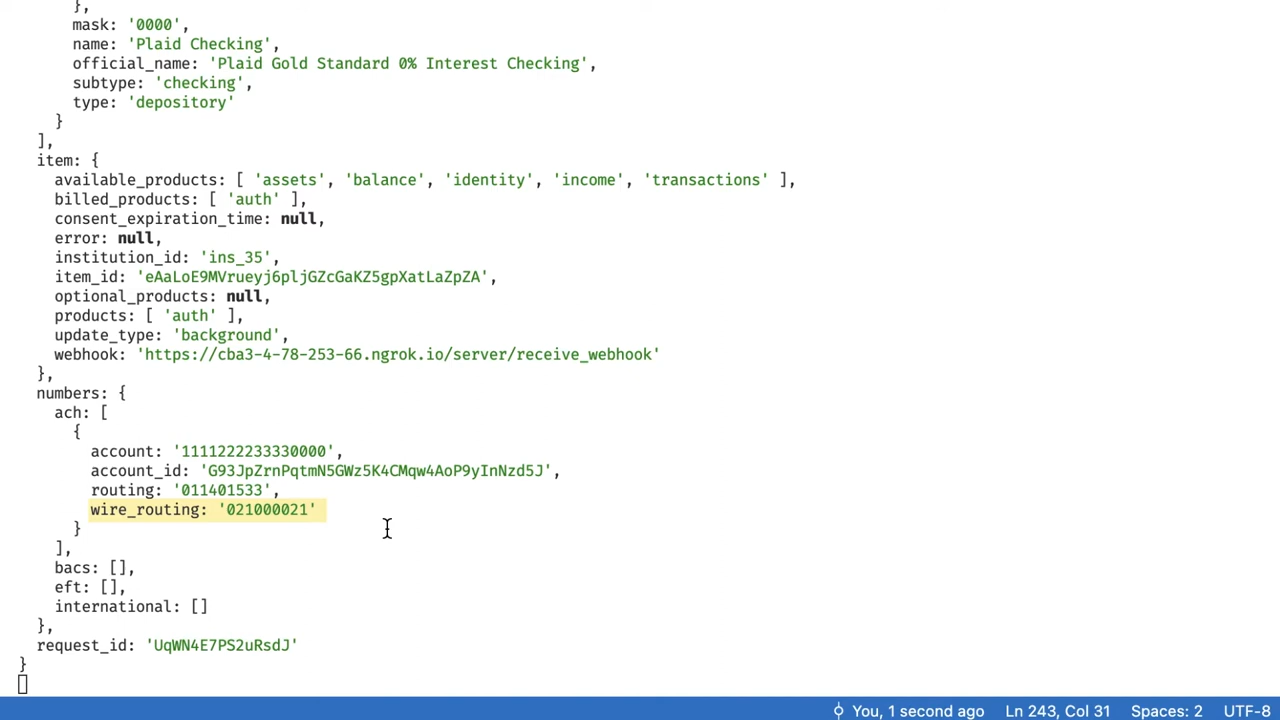 },
    mask: '0000',
    name: 'Plaid Checking',
    official_name: 'Plaid Gold Standard 0% Interest Checking',
    subtype: 'checking',
    type: 'depository'
  }
],
item: {
  available_products: [ 'assets', 'balance', 'identity', 'income', 'transactions' ],
  billed_products: [ 'auth' ],
  consent_expiration_time: null,
  error: null,
  institution_id: 'ins_35',
  item_id: 'eAaLoE9MVrueyj6pljGZcGaKZ5gpXatLaZpZA',
  optional_products: null,
  products: [ 'auth' ],
  update_type: 'background',
  webhook: 'https://cba3-4-78-253-66.ngrok.io/server/receive_webhook'
},
numbers: {
  ach: [
    {
      account: '1111222233330000',
      account_id: 'G93JpZrnPqtmN5GWz5K4CMqw4AoP9yInNzd5J',
      routing: '011401533',
      wire_routing: '021000021'
    }
  ],
  bacs: [],
  eft: [],
  international: []
},
request_id: 'UqWN4E7PS2uRsdJ'
}
You, 1 second ago Ln 243, Col 31 Spaces: 2 UTF-8